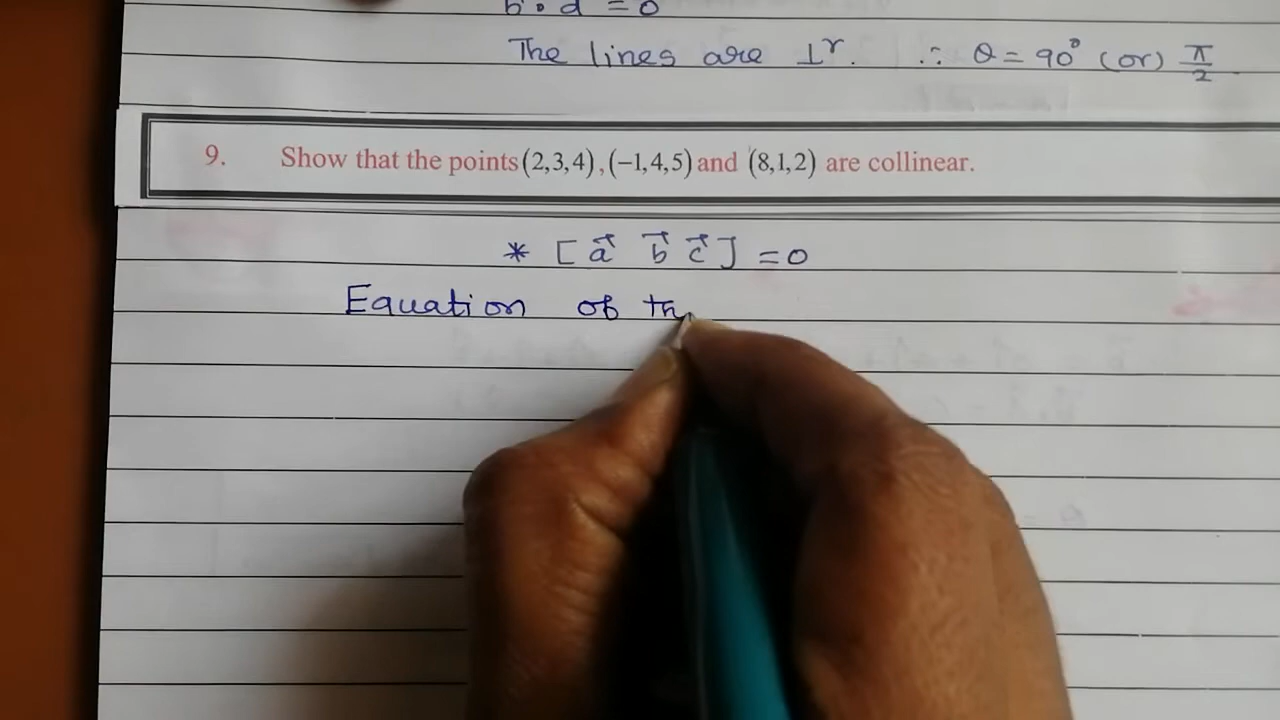 b . d = 0
The lines are ⊥ʳ. ∴ θ = 90° (or) π/2
9. Show that the points (2,3,4), (−1,4,5) and (8,1,2) are collinear.
* [a⃗ b⃗ c⃗] = 0
Equation of th